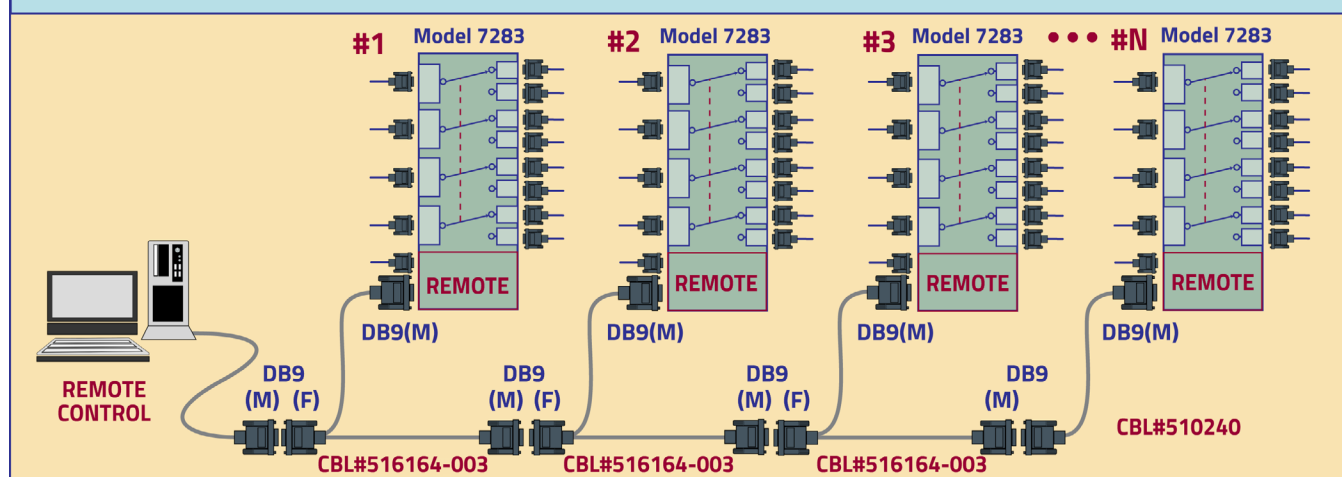 #1 Model 7283
#2 Model 7283
#3 Model 7283
••• #N Model 7283
REMOTE
REMOTE
REMOTE
REMOTE
DB9(M)
DB9(M)
DB9(M)
DB9(M)
REMOTE
CONTROL
DB9
(M) (F)
DB9
(M) (F)
DB9
(M) (F)
DB9
(M)
CBL#510240
CBL#516164-003
CBL#516164-003
CBL#516164-003